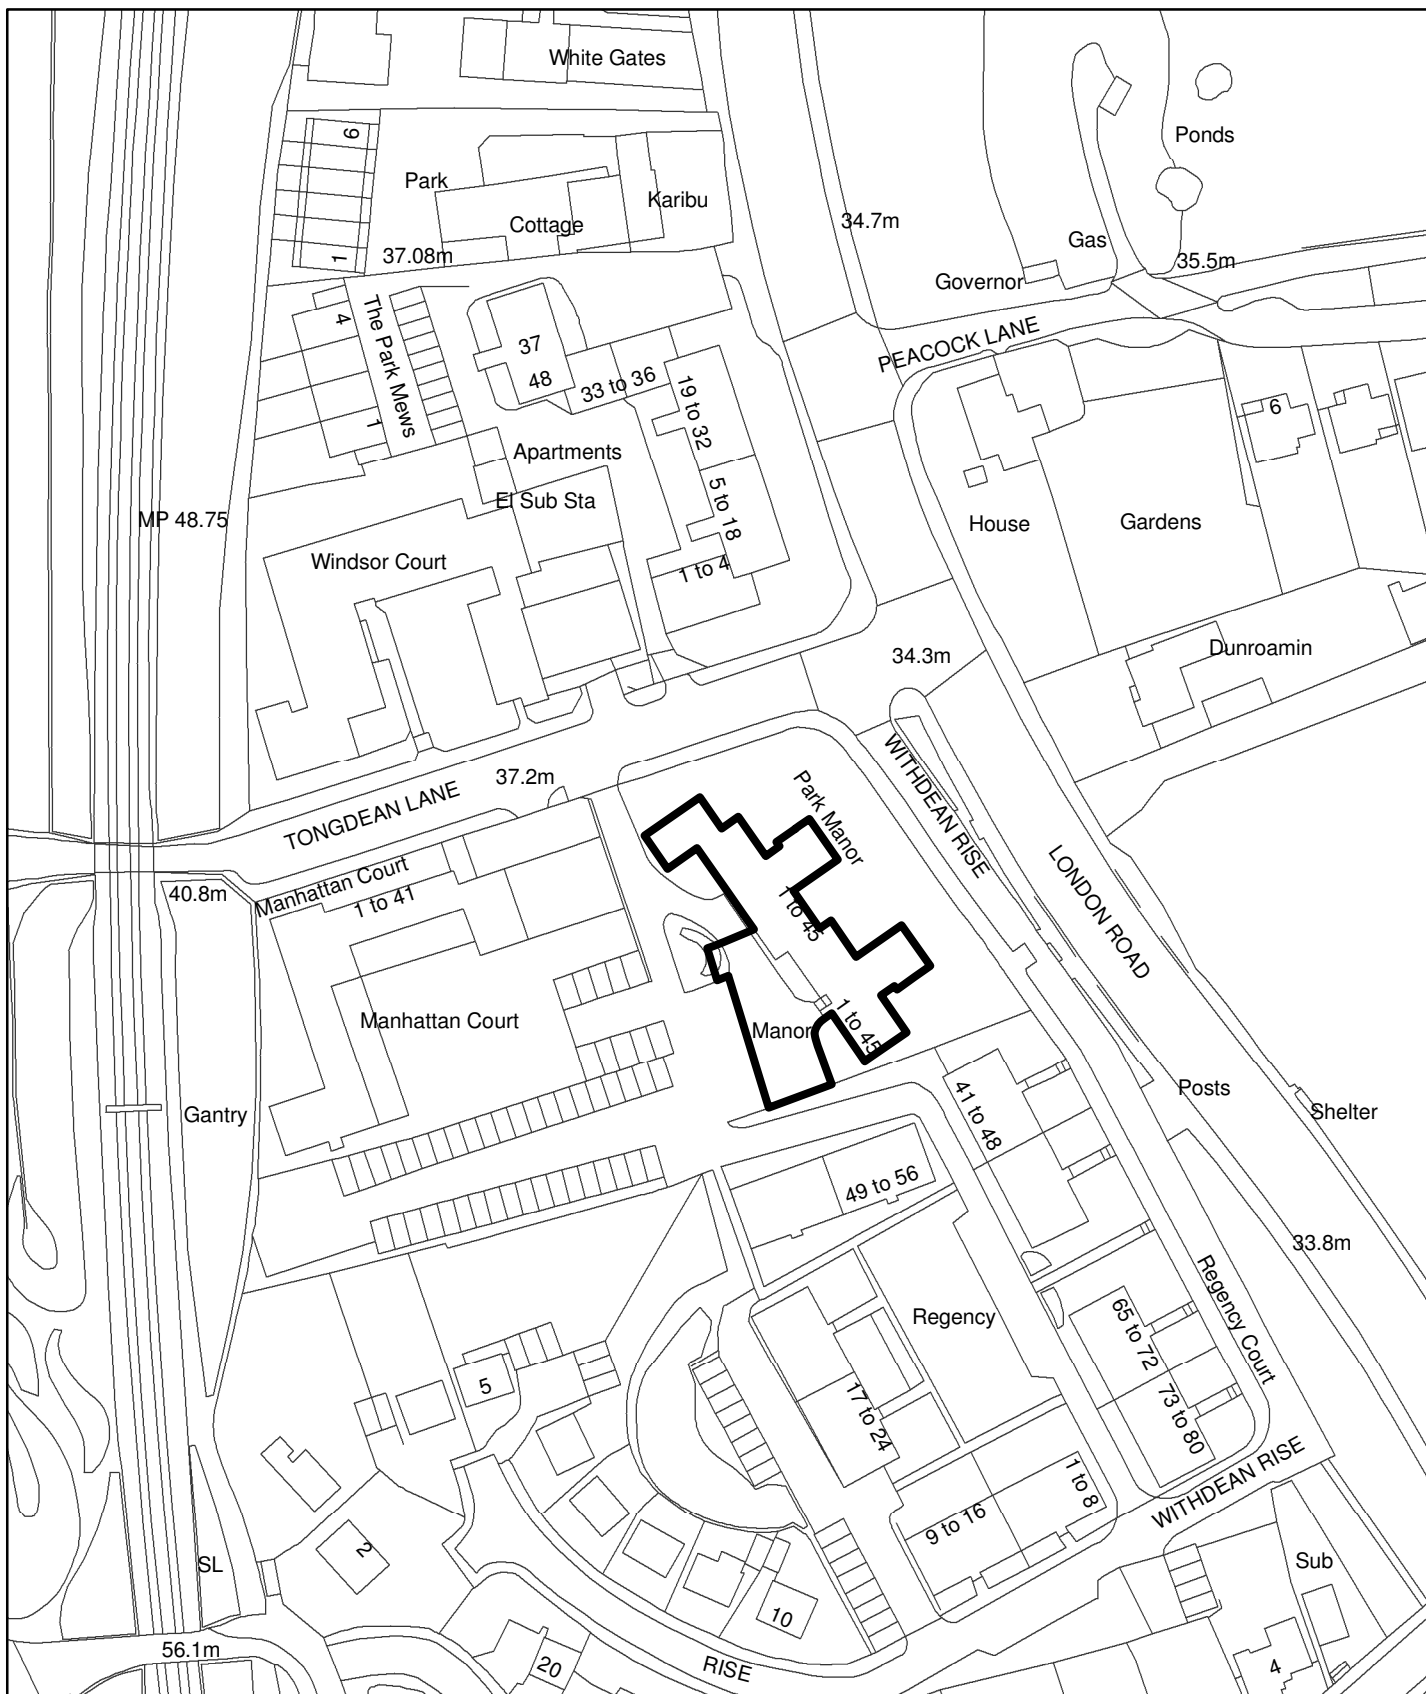 White Gates
Ponds
6
Park
Karibu
Cottage
34.7m
Gas
1
37.08m
35.5m
Governor
The Park Mews
4
1
37
48
33 to 36
PEACOCK LANE
19 to 32
6
Apartments
El Sub Sta
5 to 18
MP 48.75
House
Gardens
Windsor Court
1 to 4
Dunroamin
34.3m
WITHDEAN RISE
37.2m
TONGDEAN LANE
Park Manor
Manhattan Court
1 to 41
40.8m
1 to 45
LONDON ROAD
Manhattan Court
Manor
1 to 45
Posts
Gantry
41 to 48
Shelter
49 to 56
33.8m
Regency Court
Regency
65 to 72
5
17 to 24
73 to 80
1 to 8
WITHDEAN RISE
9 to 16
2
SL
Sub
10
56.1m
20
RISE
4